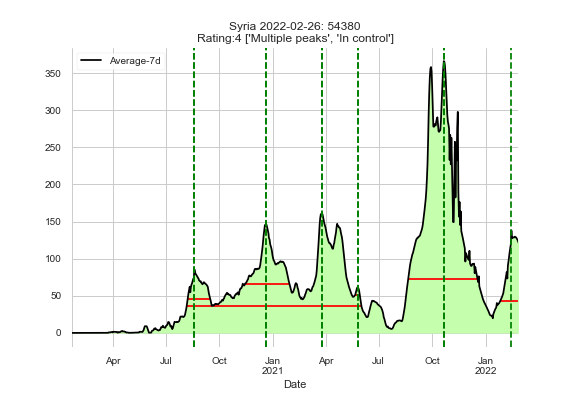 Syria 2022-02-26: 54380
Rating:4 ['Multiple peaks', 'In control']
Average-7d
350
300
250
200
150
100
50
0
Apr Jul Oct Jan Apr Jul Oct Jan
2021 2022
Date